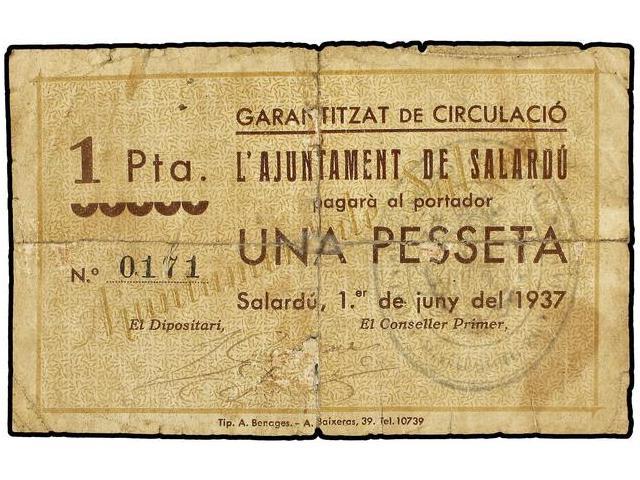 GARANTITZAT DE CIRCULACIÓ
1 Pta.
L'AJUNTAMENT DE SALARDÚ
pagarà al portador
UNA PESSETA
N.º 0171
Salardú, 1.er de juny del 1937
El Dipositari,
El Conseller Primer,
Tip. A. Benages. - A. Baixeras, 39. Tel. 10739